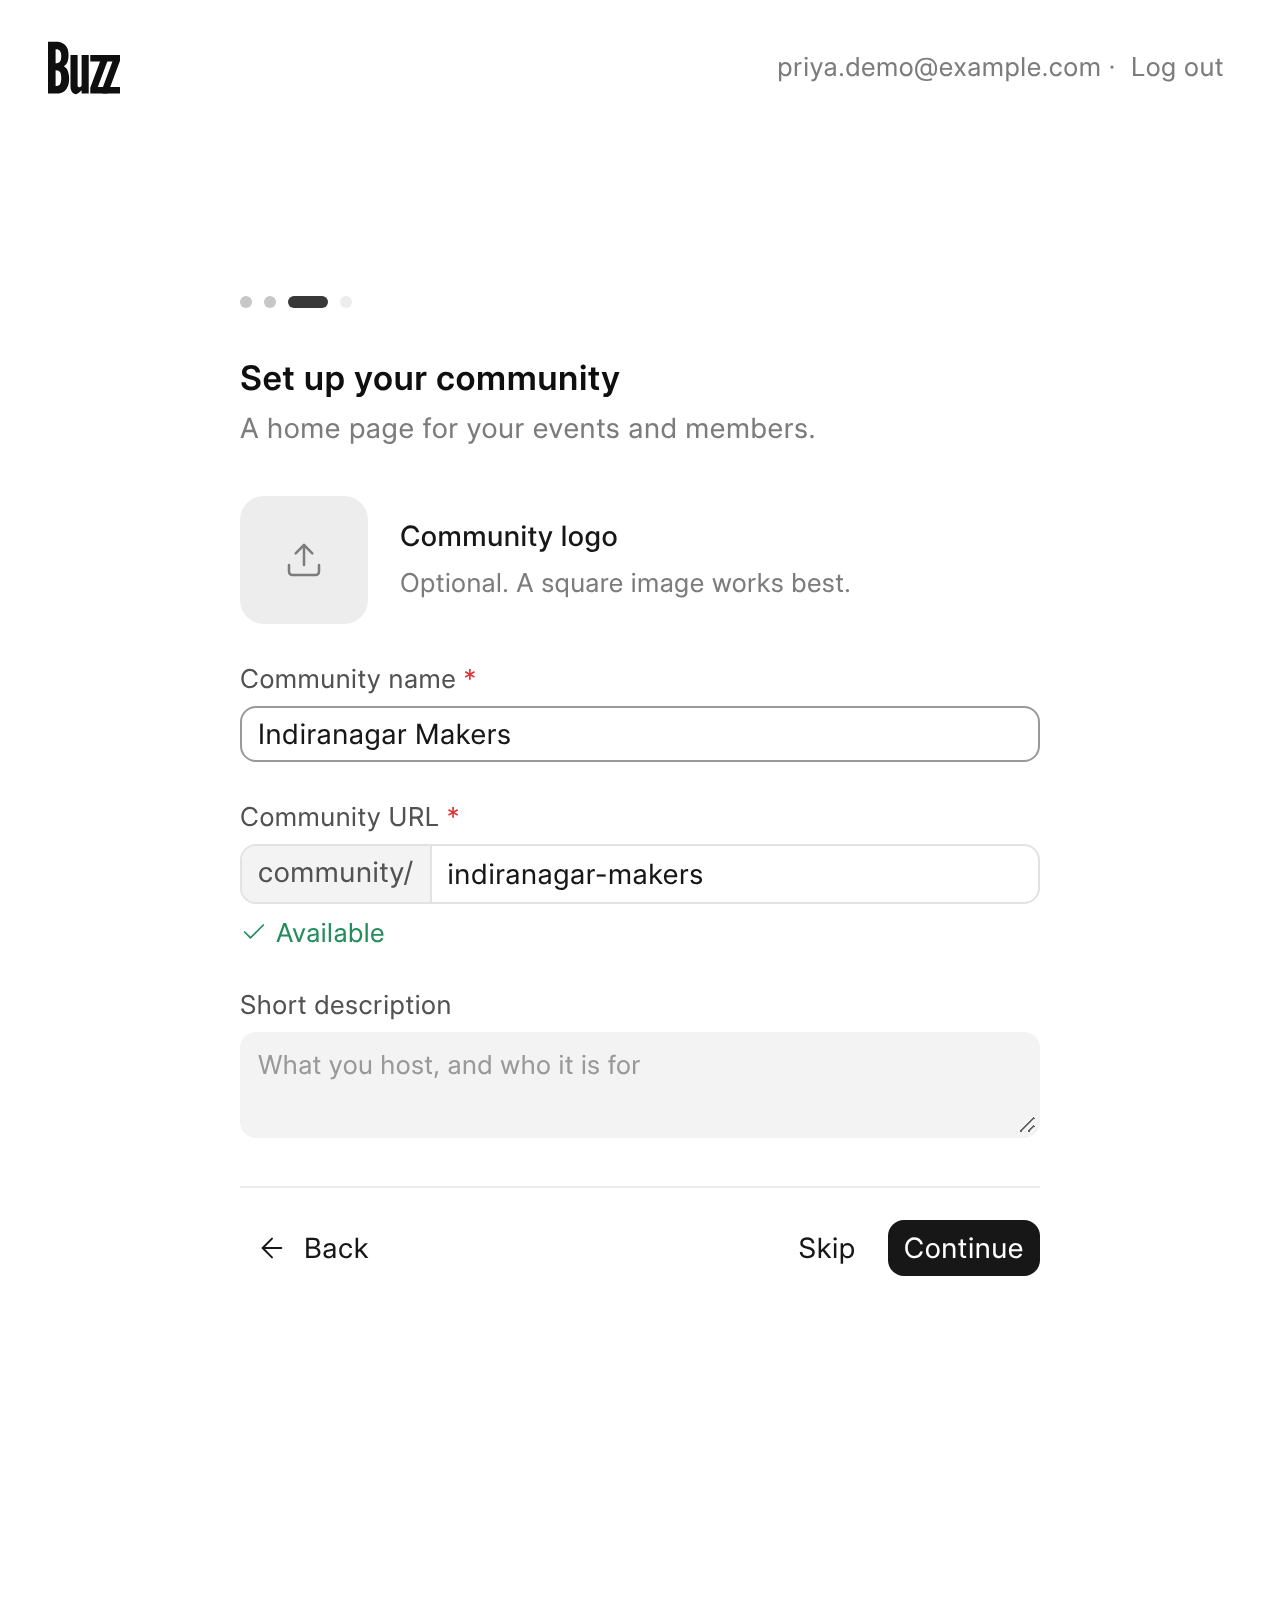 Buzz
priya.demo@example.com · Log out
Set up your community
A home page for your events and members.
Community logo
Optional. A square image works best.
Community name *
Indiranagar Makers
Community URL *
community/ indiranagar-makers
Available
Short description
What you host, and who it is for
Back Skip Continue